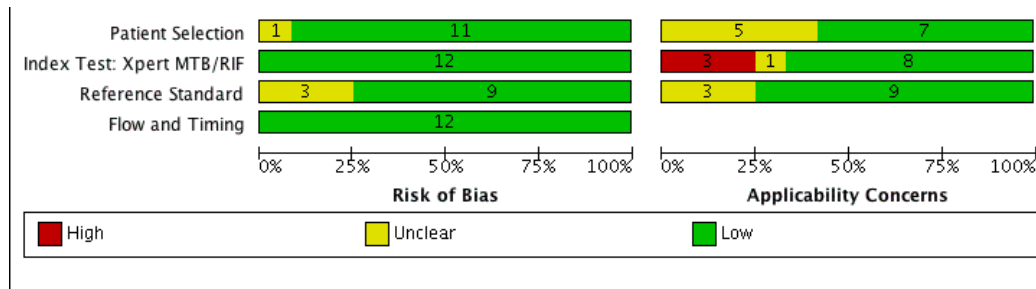 Patient Selection 1 11 5 7
Index Test: Xpert MTB/RIF 12 3 1 8
Reference Standard 3 9 3 9
Flow and Timing 12
0% 25% 50% 75% 100% 0% 25% 50% 75% 100%
Risk of Bias Applicability Concerns
High Unclear Low